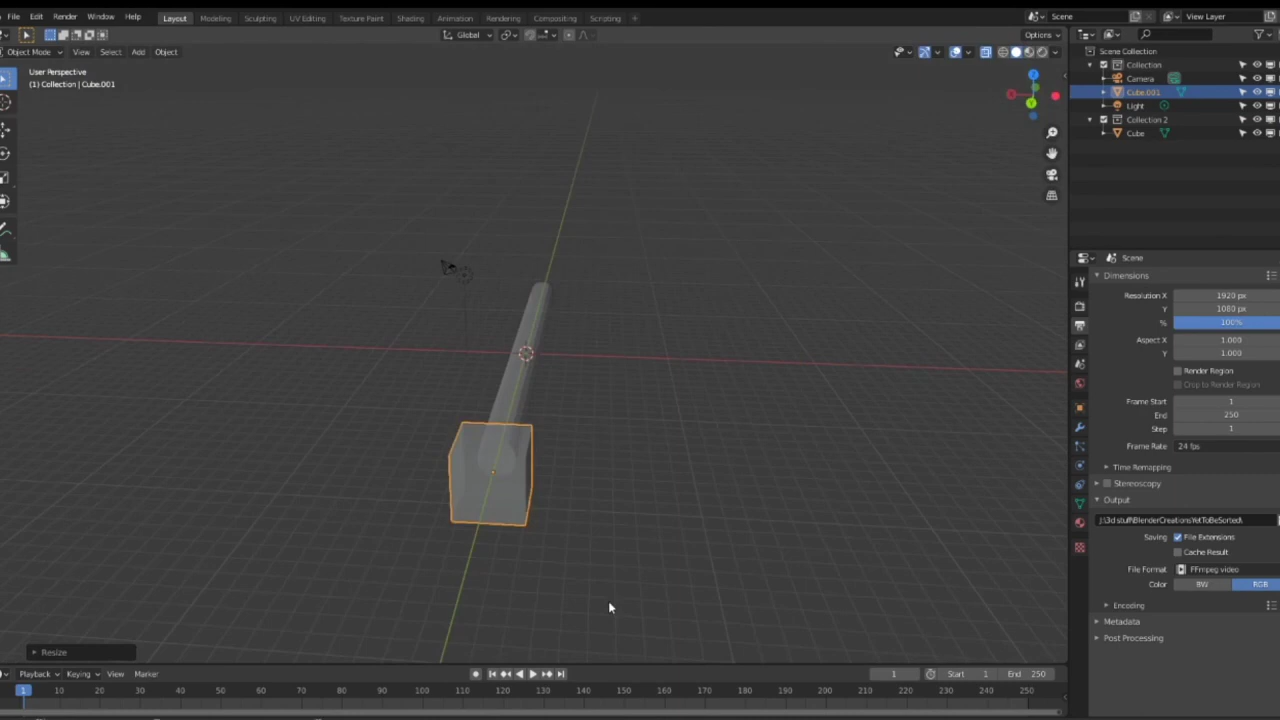 File Edit Render Window Help Layout Modeling Sculpting UV Editing Texture Paint Shading Animation Rendering Compositing Scripting + Scene View Layer
Global Options
Object Mode View Select Add Object
User Perspective
(1) Collection | Cube.001
Scene Collection
Collection
Camera
Cube.001
Light
Collection 2
Cube
Z
Y
X
Scene
Dimensions
Resolution X 1920 px
Y 1080 px
% 100%
Aspect X 1.000
Y 1.000
Render Region
Crop to Render Region
Frame Start 1
End 250
Step 1
Frame Rate 24 fps
Time Remapping
Stereoscopy
Output
J:\3d stuff\BlenderCreationsYetToBeSorted\
Saving File Extensions
Cache Result
File Format FFmpeg video
Color BW RGB
Encoding
Metadata
Post Processing
Resize
Playback Keying View Marker 1 Start 1 End 250
1 10 20 30 40 50 60 70 80 90 100 110 120 130 140 150 160 170 180 190 200 210 220 230 240 250